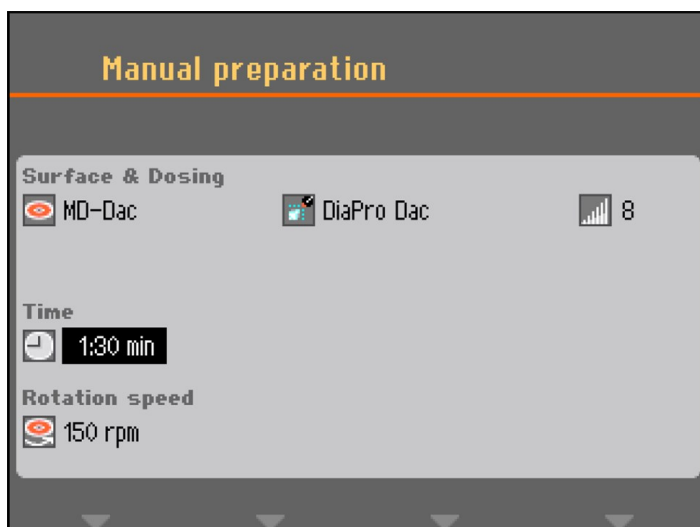 Manual preparation
Surface & Dosing
MD-Dac DiaPro Dac 8
Time
1:30 min
Rotation speed
150 rpm